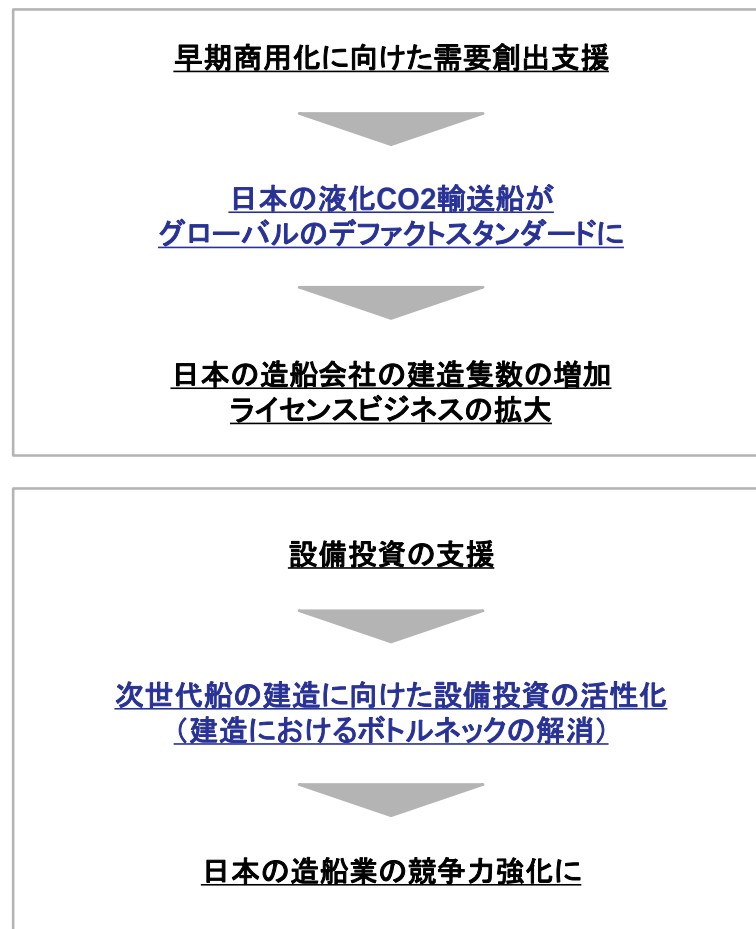 早期商用化に向けた需要創出支援
日本の液化CO2輸送船が
グローバルのデファクトスタンダードに
日本の造船会社の建造隻数の増加
ライセンスビジネスの拡大
設備投資の支援
次世代船の建造に向けた設備投資の活性化
（建造におけるボトルネックの解消）
日本の造船業の競争力強化に